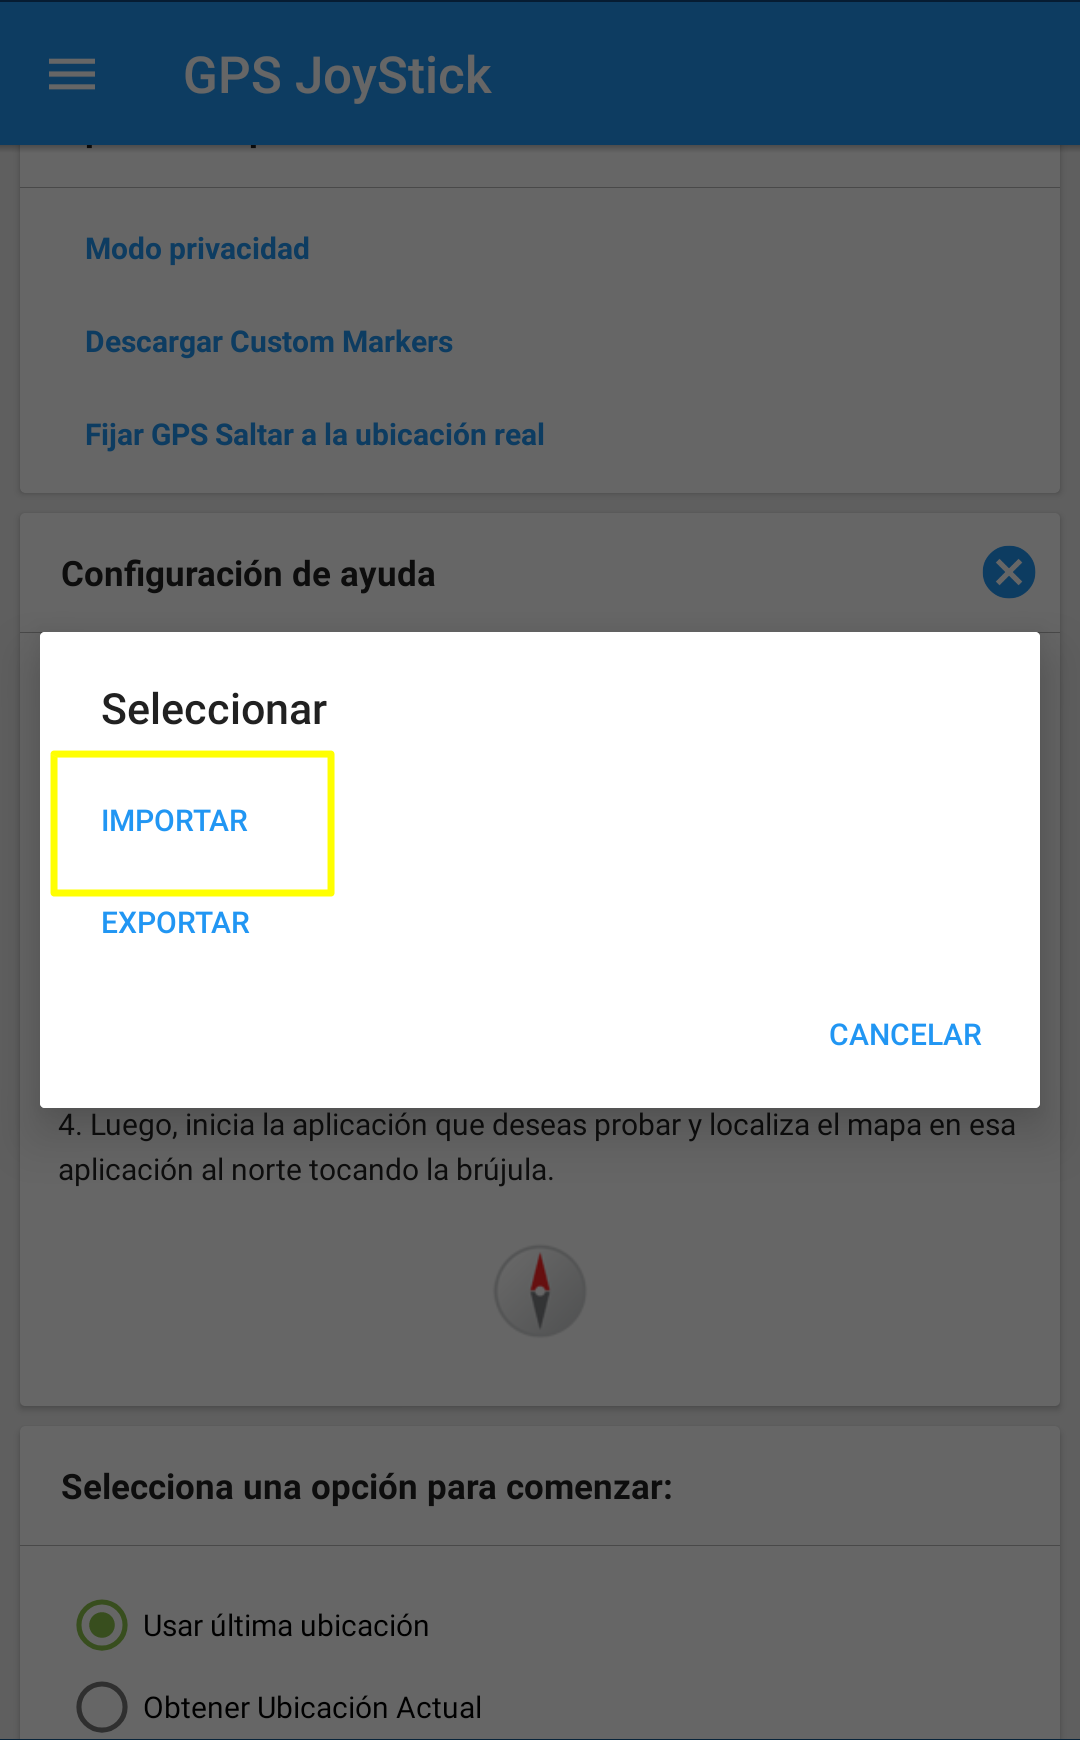 GPS JoyStick
Modo privacidad
Descargar Custom Markers
Fijar GPS Saltar a la ubicación real
Configuración de ayuda
Seleccionar
IMPORTAR
EXPORTAR
CANCELAR
4. Luego, inicia la aplicación que deseas probar y localiza el mapa en esa
aplicación al norte tocando la brújula.
Selecciona una opción para comenzar:
Usar última ubicación
Obtener Ubicación Actual